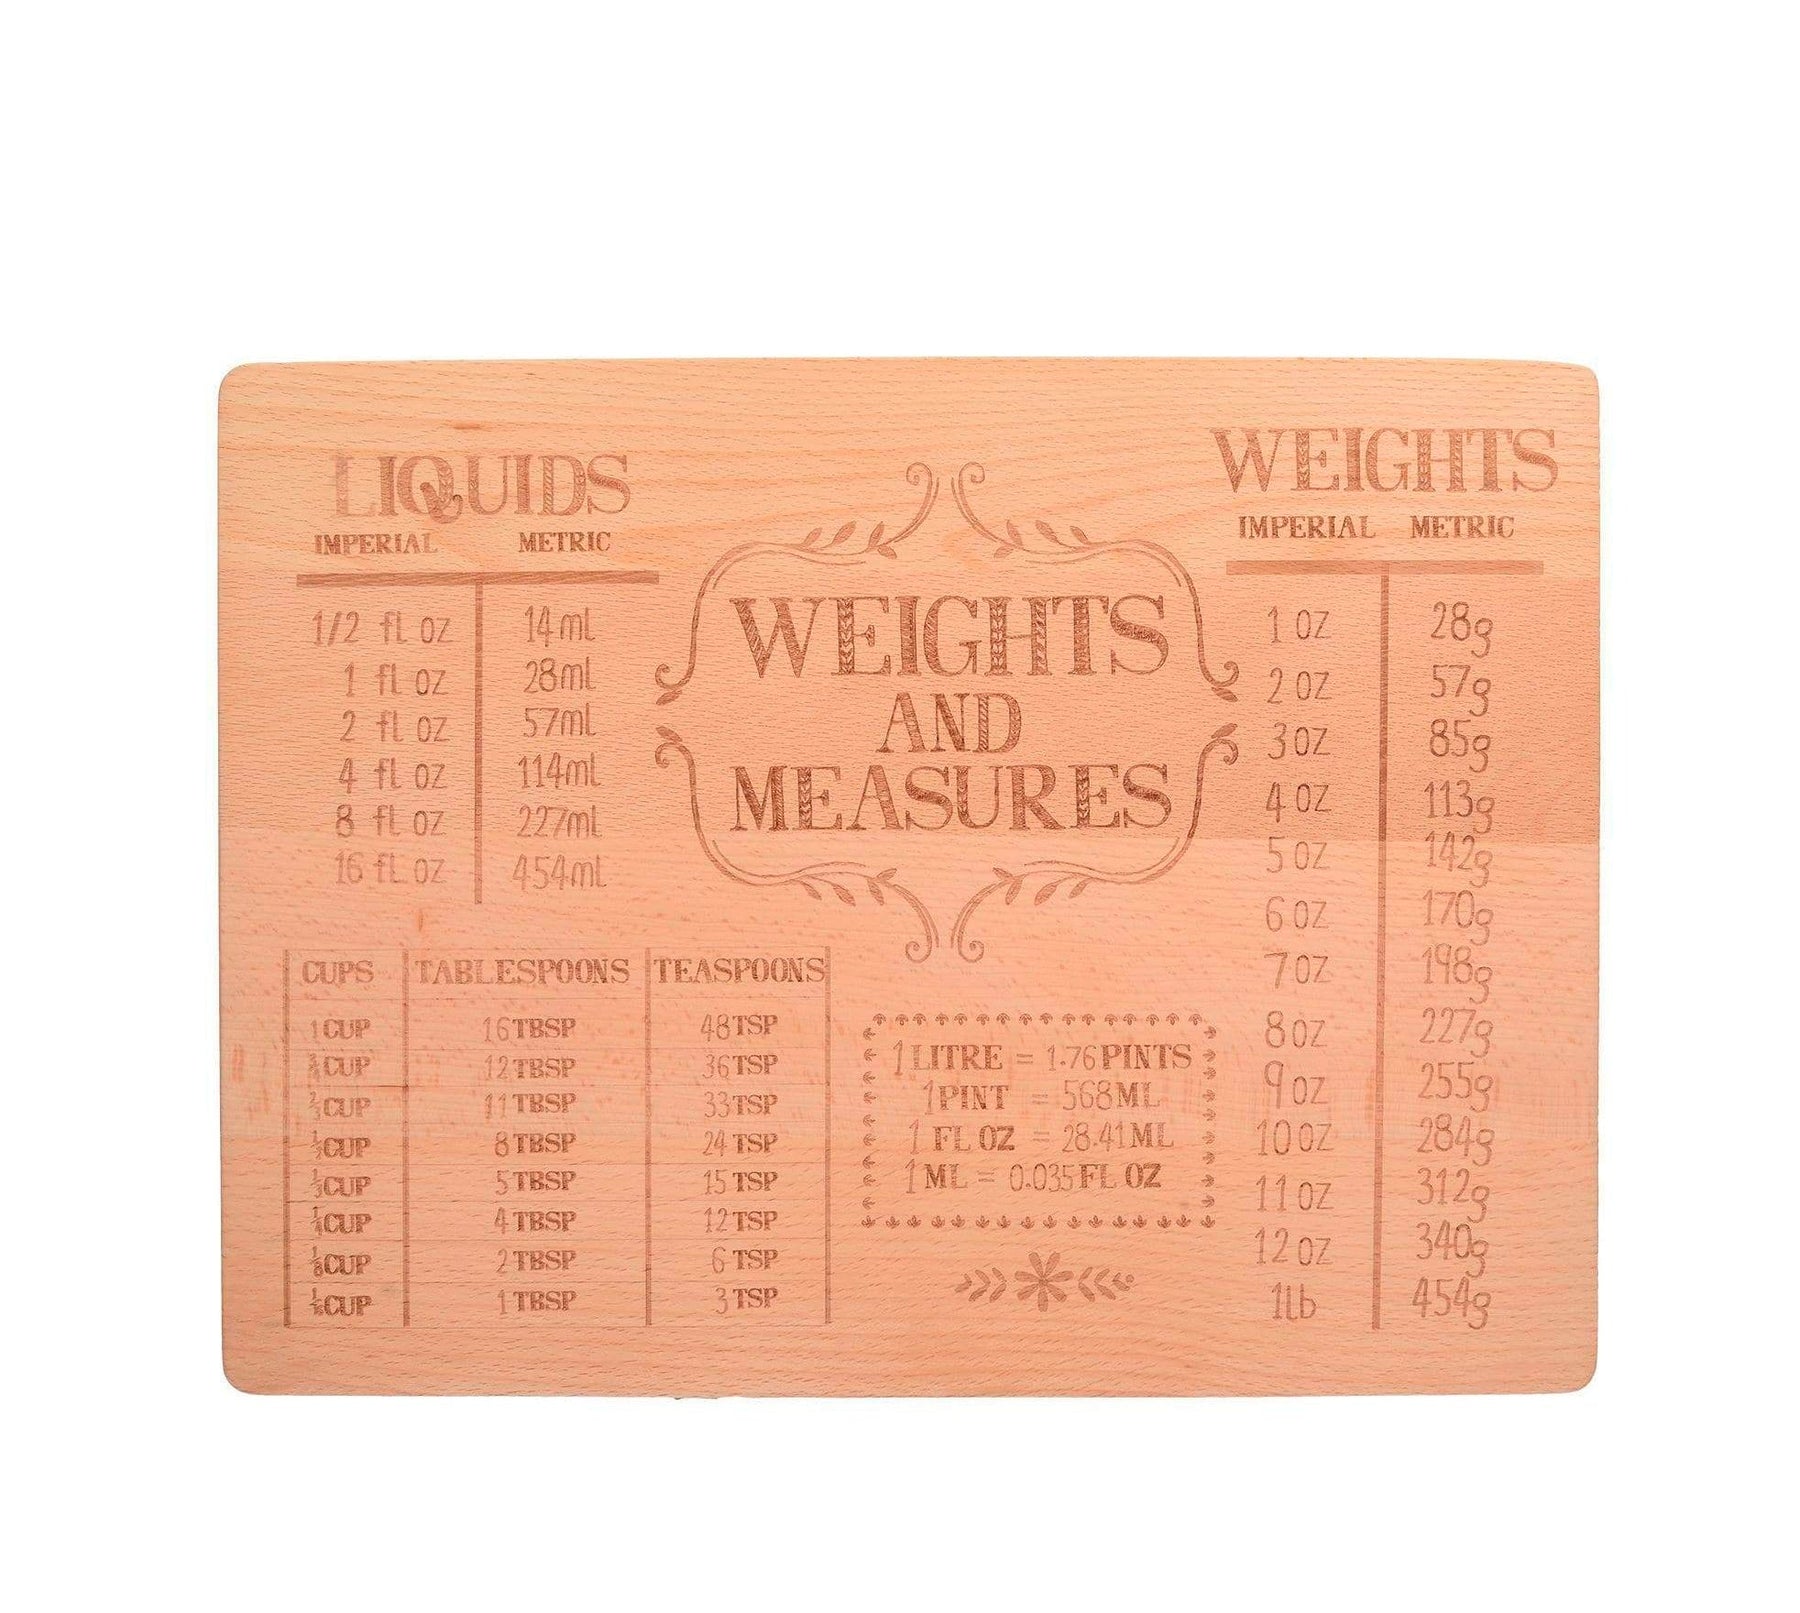 LIQUIDS
IMPERIAL METRIC
1/2 fl oz 14ml
1 fl oz 28ml
2 fl oz 57ml
4 fl oz 114ml
8 fl oz 227ml
16 fl oz 454ml
WEIGHTS
AND
MEASURES
WEIGHTS
IMPERIAL METRIC
1 oz 28g
2 oz 57g
3 oz 85g
4 oz 113g
5 oz 142g
6 oz 170g
7 oz 198g
8 oz 227g
9 oz 255g
10 oz 284g
11 oz 312g
12 oz 340g
1lb 454g
CUPS TABLESPOONS TEASPOONS
1 CUP 16 TBSP 48 TSP
3/4 CUP 12 TBSP 36 TSP
2/3 CUP 11 TBSP 33 TSP
1/2 CUP 8 TBSP 24 TSP
1/3 CUP 5 TBSP 15 TSP
1/4 CUP 4 TBSP 12 TSP
1/8 CUP 2 TBSP 6 TSP
CUP 1 TBSP 3 TSP
1 LITRE = 1.76 PINTS
1 PINT = 568 ML
1 FL OZ = 28.41 ML
1 ML = 0.035 FL OZ